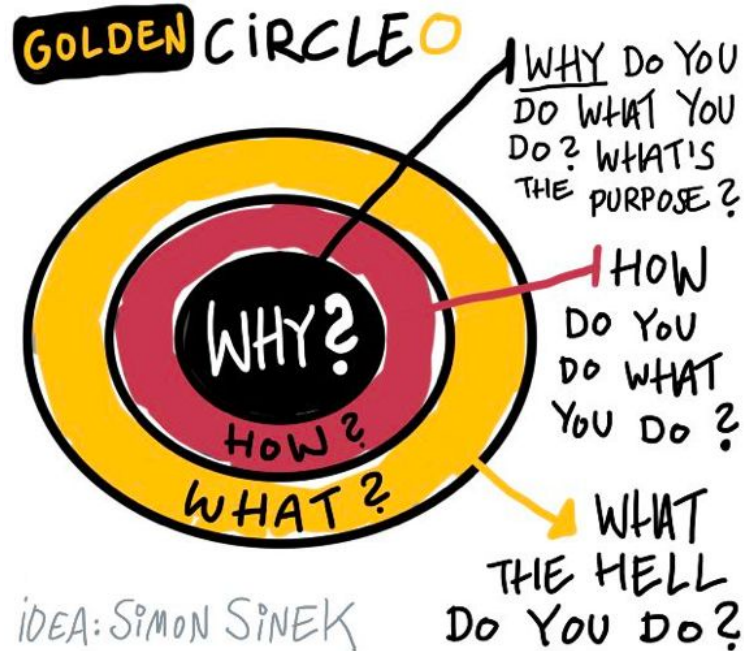 GOLDEN CIRCLE
WHY DO YOU
DO WHAT YOU
DO? WHAT'S
THE PURPOSE?
HOW
DO YOU
DO WHAT
YOU DO?
WHY?
HOW?
WHAT?
WHAT
THE HELL
DO YOU DO?
iDEA: SiMON SiNEK